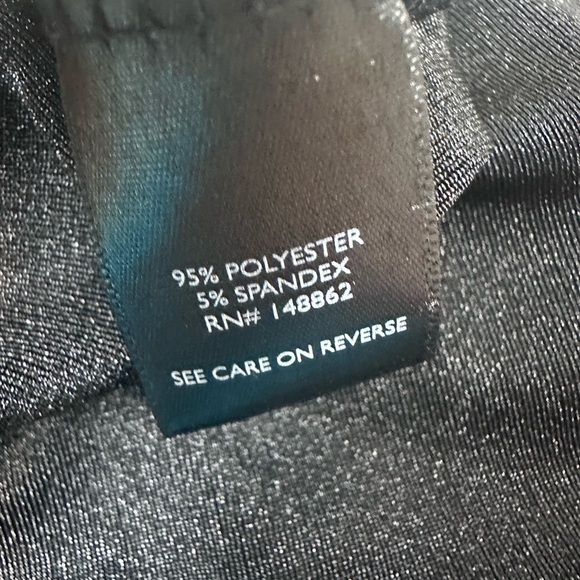 95% POLYESTER
5% SPANDEX
RN# 148862
SEE CARE ON REVERSE